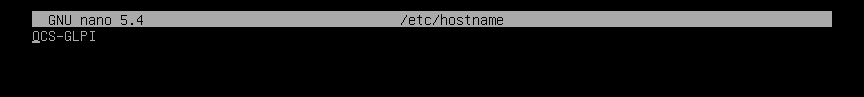 GNU nano 5.4 /etc/hostname
OCS-GLPI